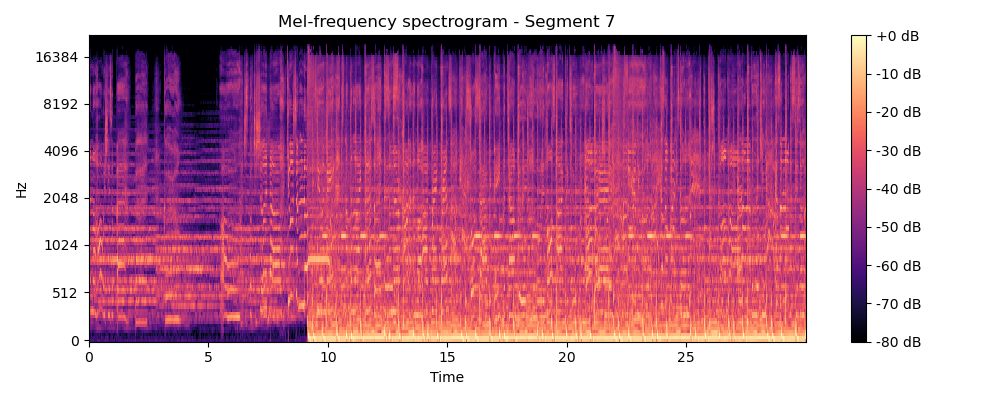 Mel-frequency spectrogram - Segment 7
Hz
16384
8192
4096
2048
1024
512
0
0 5 10 15 20 25
Time
+0 dB
-10 dB
-20 dB
-30 dB
-40 dB
-50 dB
-60 dB
-70 dB
-80 dB